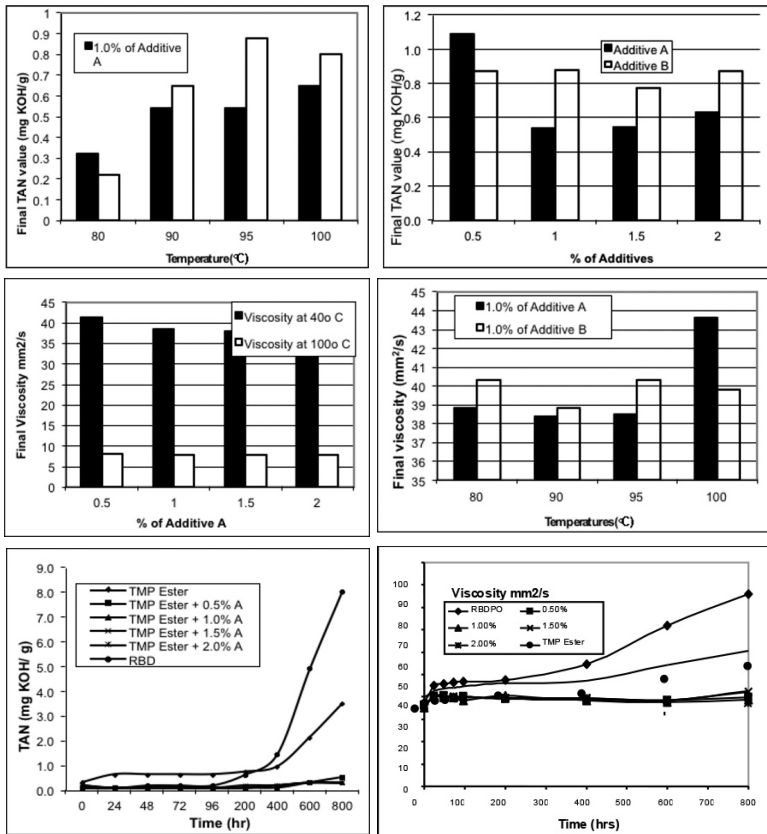 Final TAN value (mg KOH/g)
1
0.9
0.8
0.7
0.6
0.5
0.4
0.3
0.2
0.1
0
1.0% of Additive
A
80 90 95 100
Temperature(°C)
Final TAN value (mg KOH/g)
1.2
1.0
0.8
0.6
0.4
0.2
0.0
Additive A
Additive B
0.5 1 1.5 2
% of Additives
Final Viscosity mm2/s
45
40
35
30
25
20
15
10
5
0
Viscosity at 40o C
Viscosity at 100o C
0.5 1 1.5 2
% of Additive A
Final viscosity (mm²/s)
45
44
43
42
41
40
39
38
37
36
35
1.0% of Additive A
1.0% of Additive B
80 90 95 100
Temperatures(°C)
TAN (mg KOH/ g)
9.0
8.0
7.0
6.0
5.0
4.0
3.0
2.0
1.0
0.0
TMP Ester
TMP Ester + 0.5% A
TMP Ester + 1.0% A
TMP Ester + 1.5% A
TMP Ester + 2.0% A
RBD
0 24 48 72 96 200 400 600 800
Time (hr)
Viscosity mm2/s
100
90
80
70
60
50
40
30
20
10
0
RBDPO 0.50%
1.00% 1.50%
2.00% TMP Ester
0 100 200 300 400 500 600 700 800
Time (hrs)